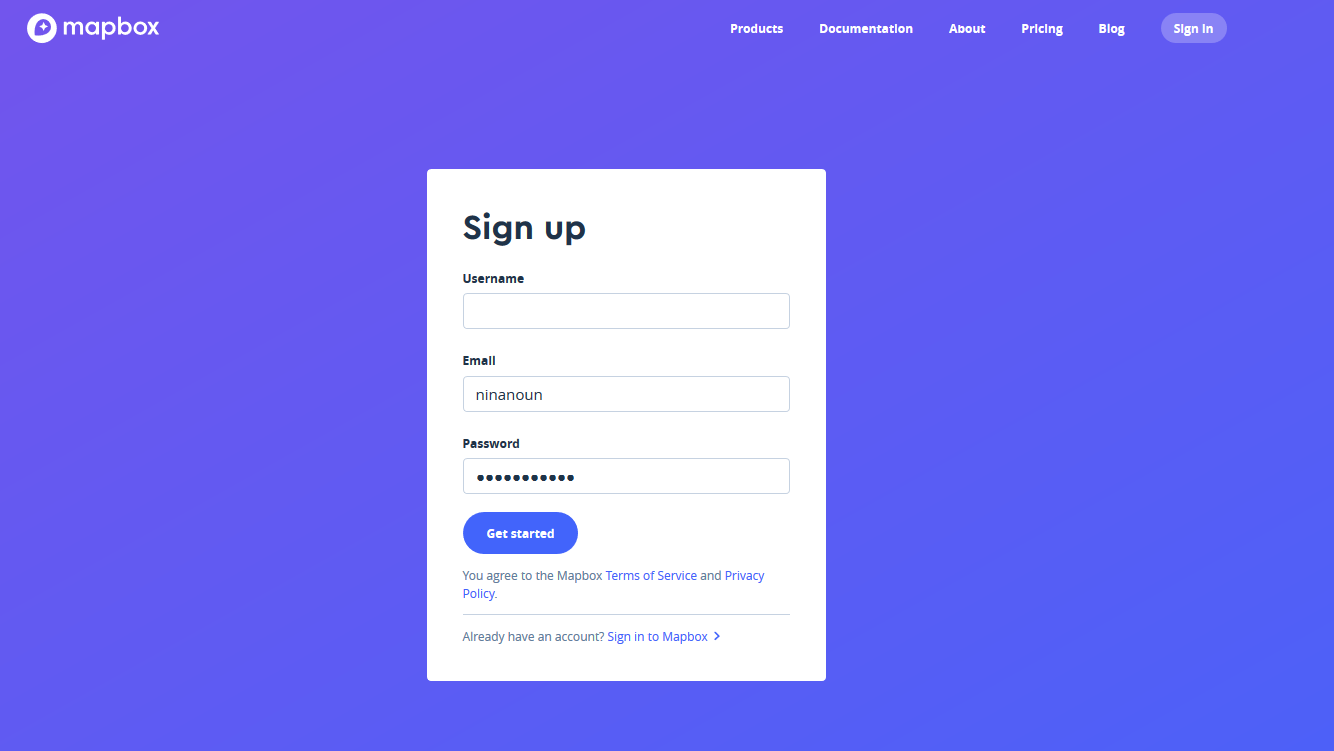 mapbox
Products Documentation About Pricing Blog Sign in
Sign up
Username
Email
ninanoun
Password
●●●●●●●●●●●
Get started
You agree to the Mapbox Terms of Service and Privacy
Policy.
Already have an account? Sign in to Mapbox